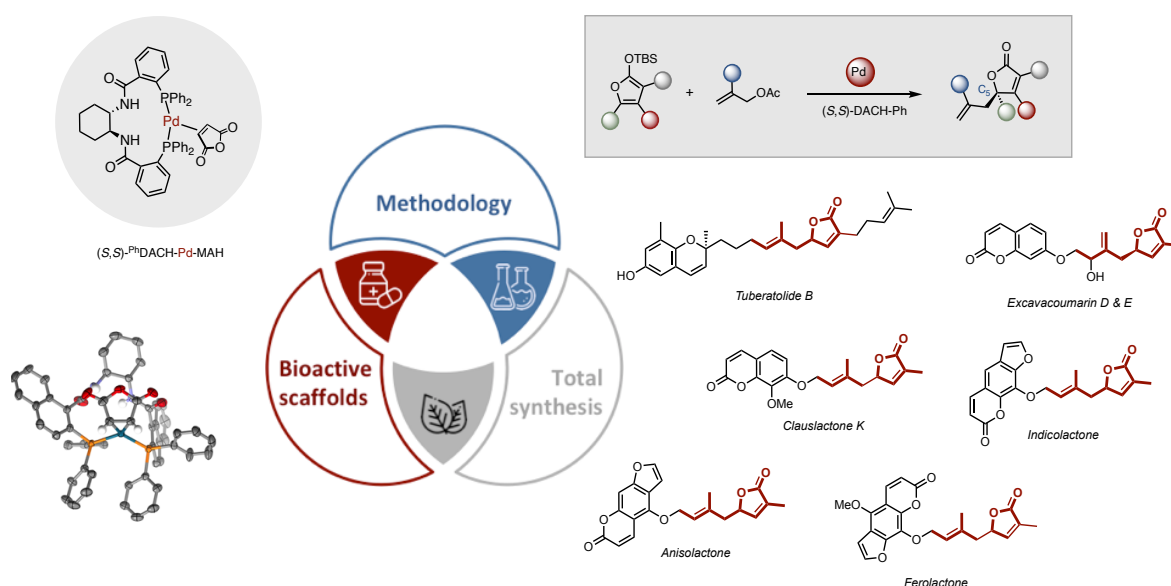 O
NH
NH
O
PPh₂
Pd
PPh₂
O
O
O
(S,S)-ᴾʰDACH-Pd-MAH
OTBS
O
+
OAc
Pd
(S,S)-DACH-Ph
O
O
C₅
Methodology
Bioactive
scaffolds
Total
synthesis
HO
O
O
O
Tuberatolide B
O
O
O
OH
O
O
Excavacoumarin D & E
O
O
O
OMe
O
O
Clauslactone K
O
O
O
O
O
O
Indicolactone
O
O
O
O
O
O
Anisolactone
MeO
O
O
O
O
O
O
Ferolactone